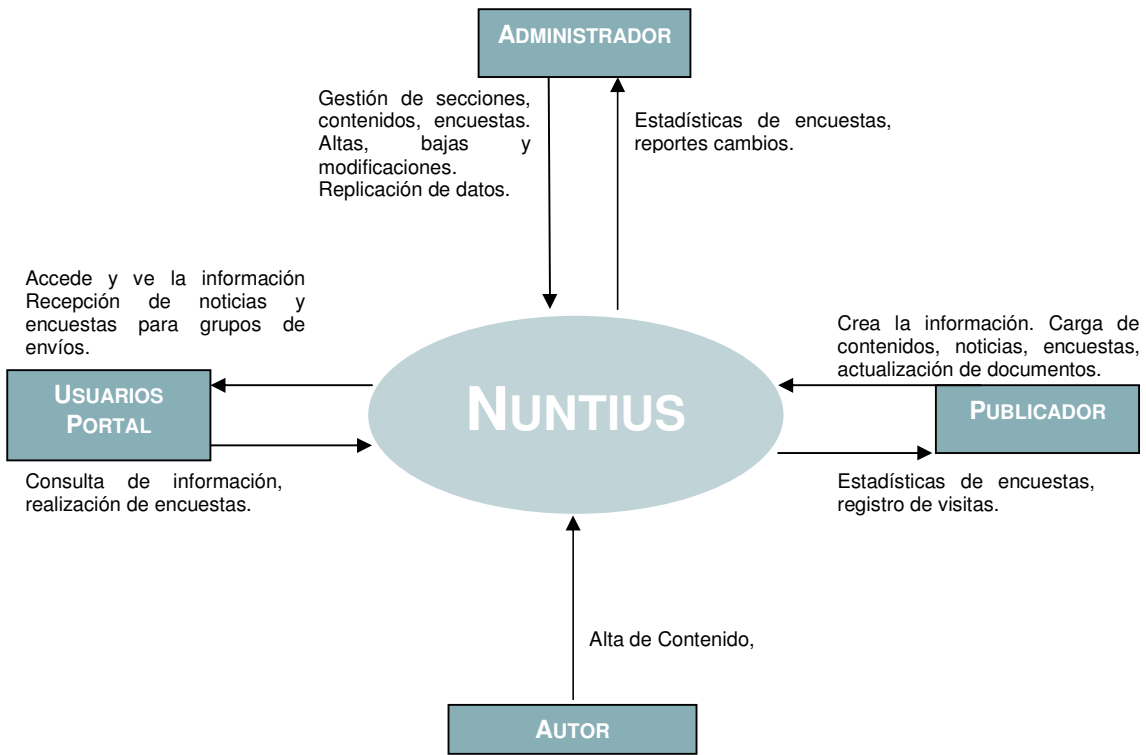 ADMINISTRADOR
Gestión de secciones,
contenidos, encuestas.
Altas, bajas y
modificaciones.
Replicación de datos.
Estadísticas de encuestas,
reportes cambios.
Accede y ve la información
Recepción de noticias y
encuestas para grupos de
envíos.
Crea la información. Carga de
contenidos, noticias, encuestas,
actualización de documentos.
USUARIOS
PORTAL
NUNTIUS
PUBLICADOR
Consulta de información,
realización de encuestas.
Estadísticas de encuestas,
registro de visitas.
Alta de Contenido,
AUTOR